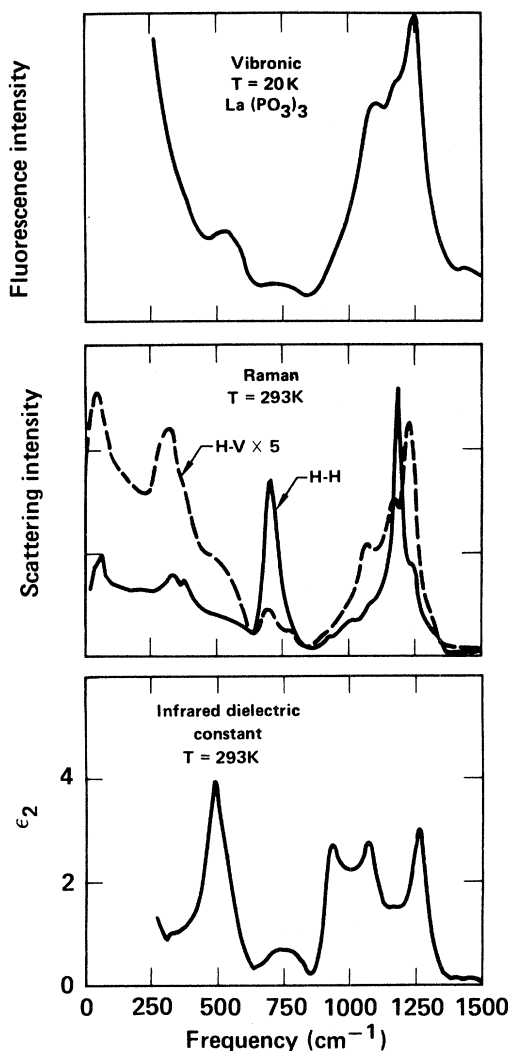 Fluorescence intensity
Vibronic
T = 20 K
La (PO₃)₃
Scattering intensity
Raman
T = 293K
H-V × 5
H-H
Infrared dielectric
constant
T = 293K
ϵ₂
4
2
0
0 250 500 750 1000 1250 1500
Frequency (cm⁻¹)